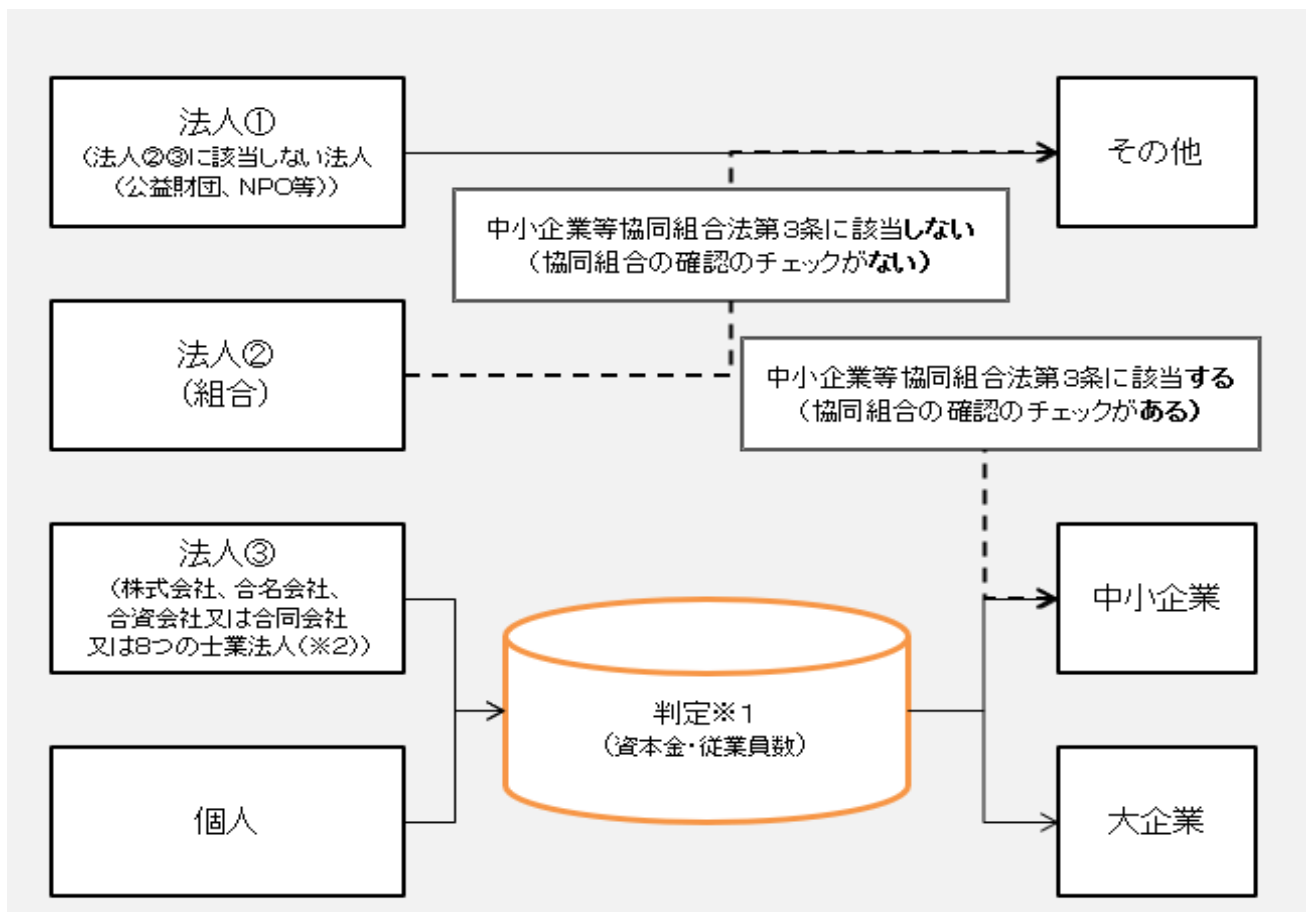 法人①
(法人②③に該当しない法人
(公益財団、NPO等))
その他
中小企業等協同組合法第3条に該当しない
(協同組合の確認のチェックがない)
法人②
(組合)
中小企業等協同組合法第3条に該当する
(協同組合の確認のチェックがある)
法人③
(株式会社、合名会社、
合資会社又は合同会社
又は8つの士業法人(※2))
中小企業
判定※1
(資本金・従業員数)
個人
大企業